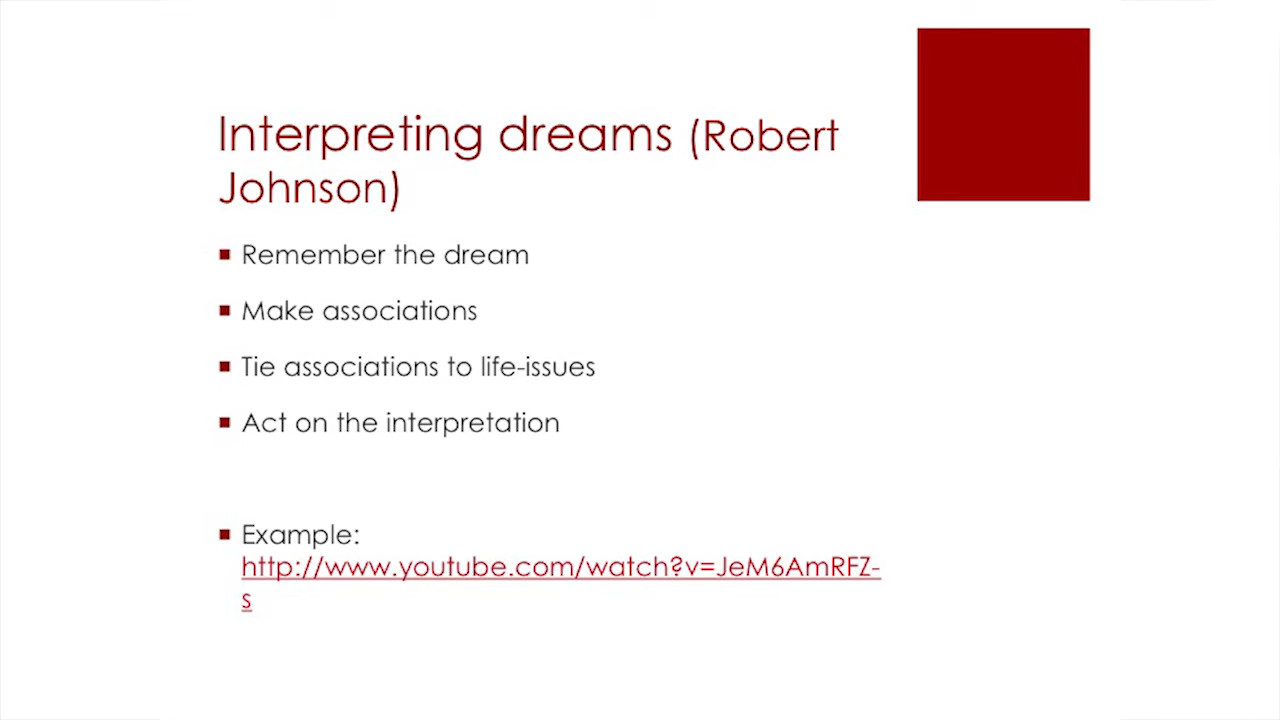 Interpreting dreams (Robert
Johnson)
Remember the dream
Make associations
Tie associations to life-issues
Act on the interpretation
Example:
http://www.youtube.com/watch?v=JeM6AmRFZ-
s